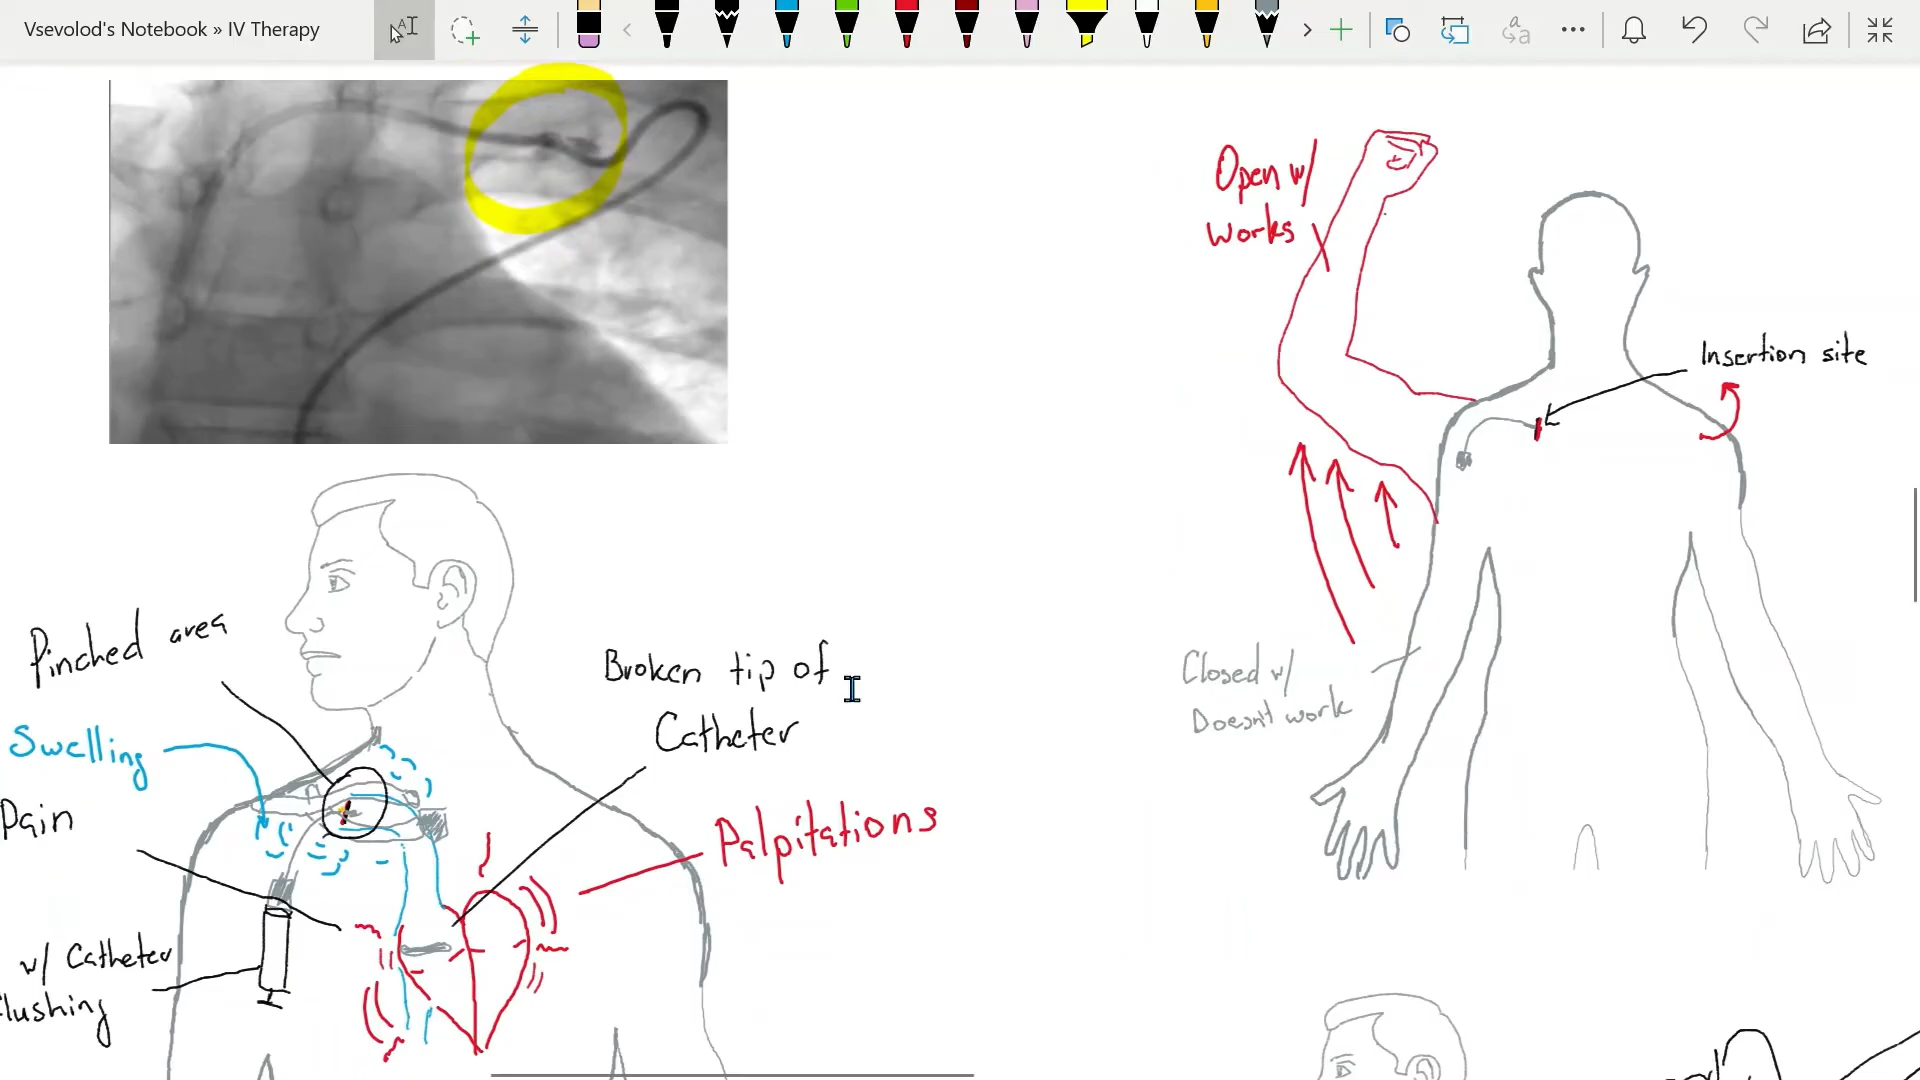 Vsevolod's Notebook » IV Therapy
Open w/
works
Insertion site
Closed w/
Doesn't work
Pinched area
Swelling
Pain
w/ Catheter
flushing
Broken tip of
Catheter
Palpitations